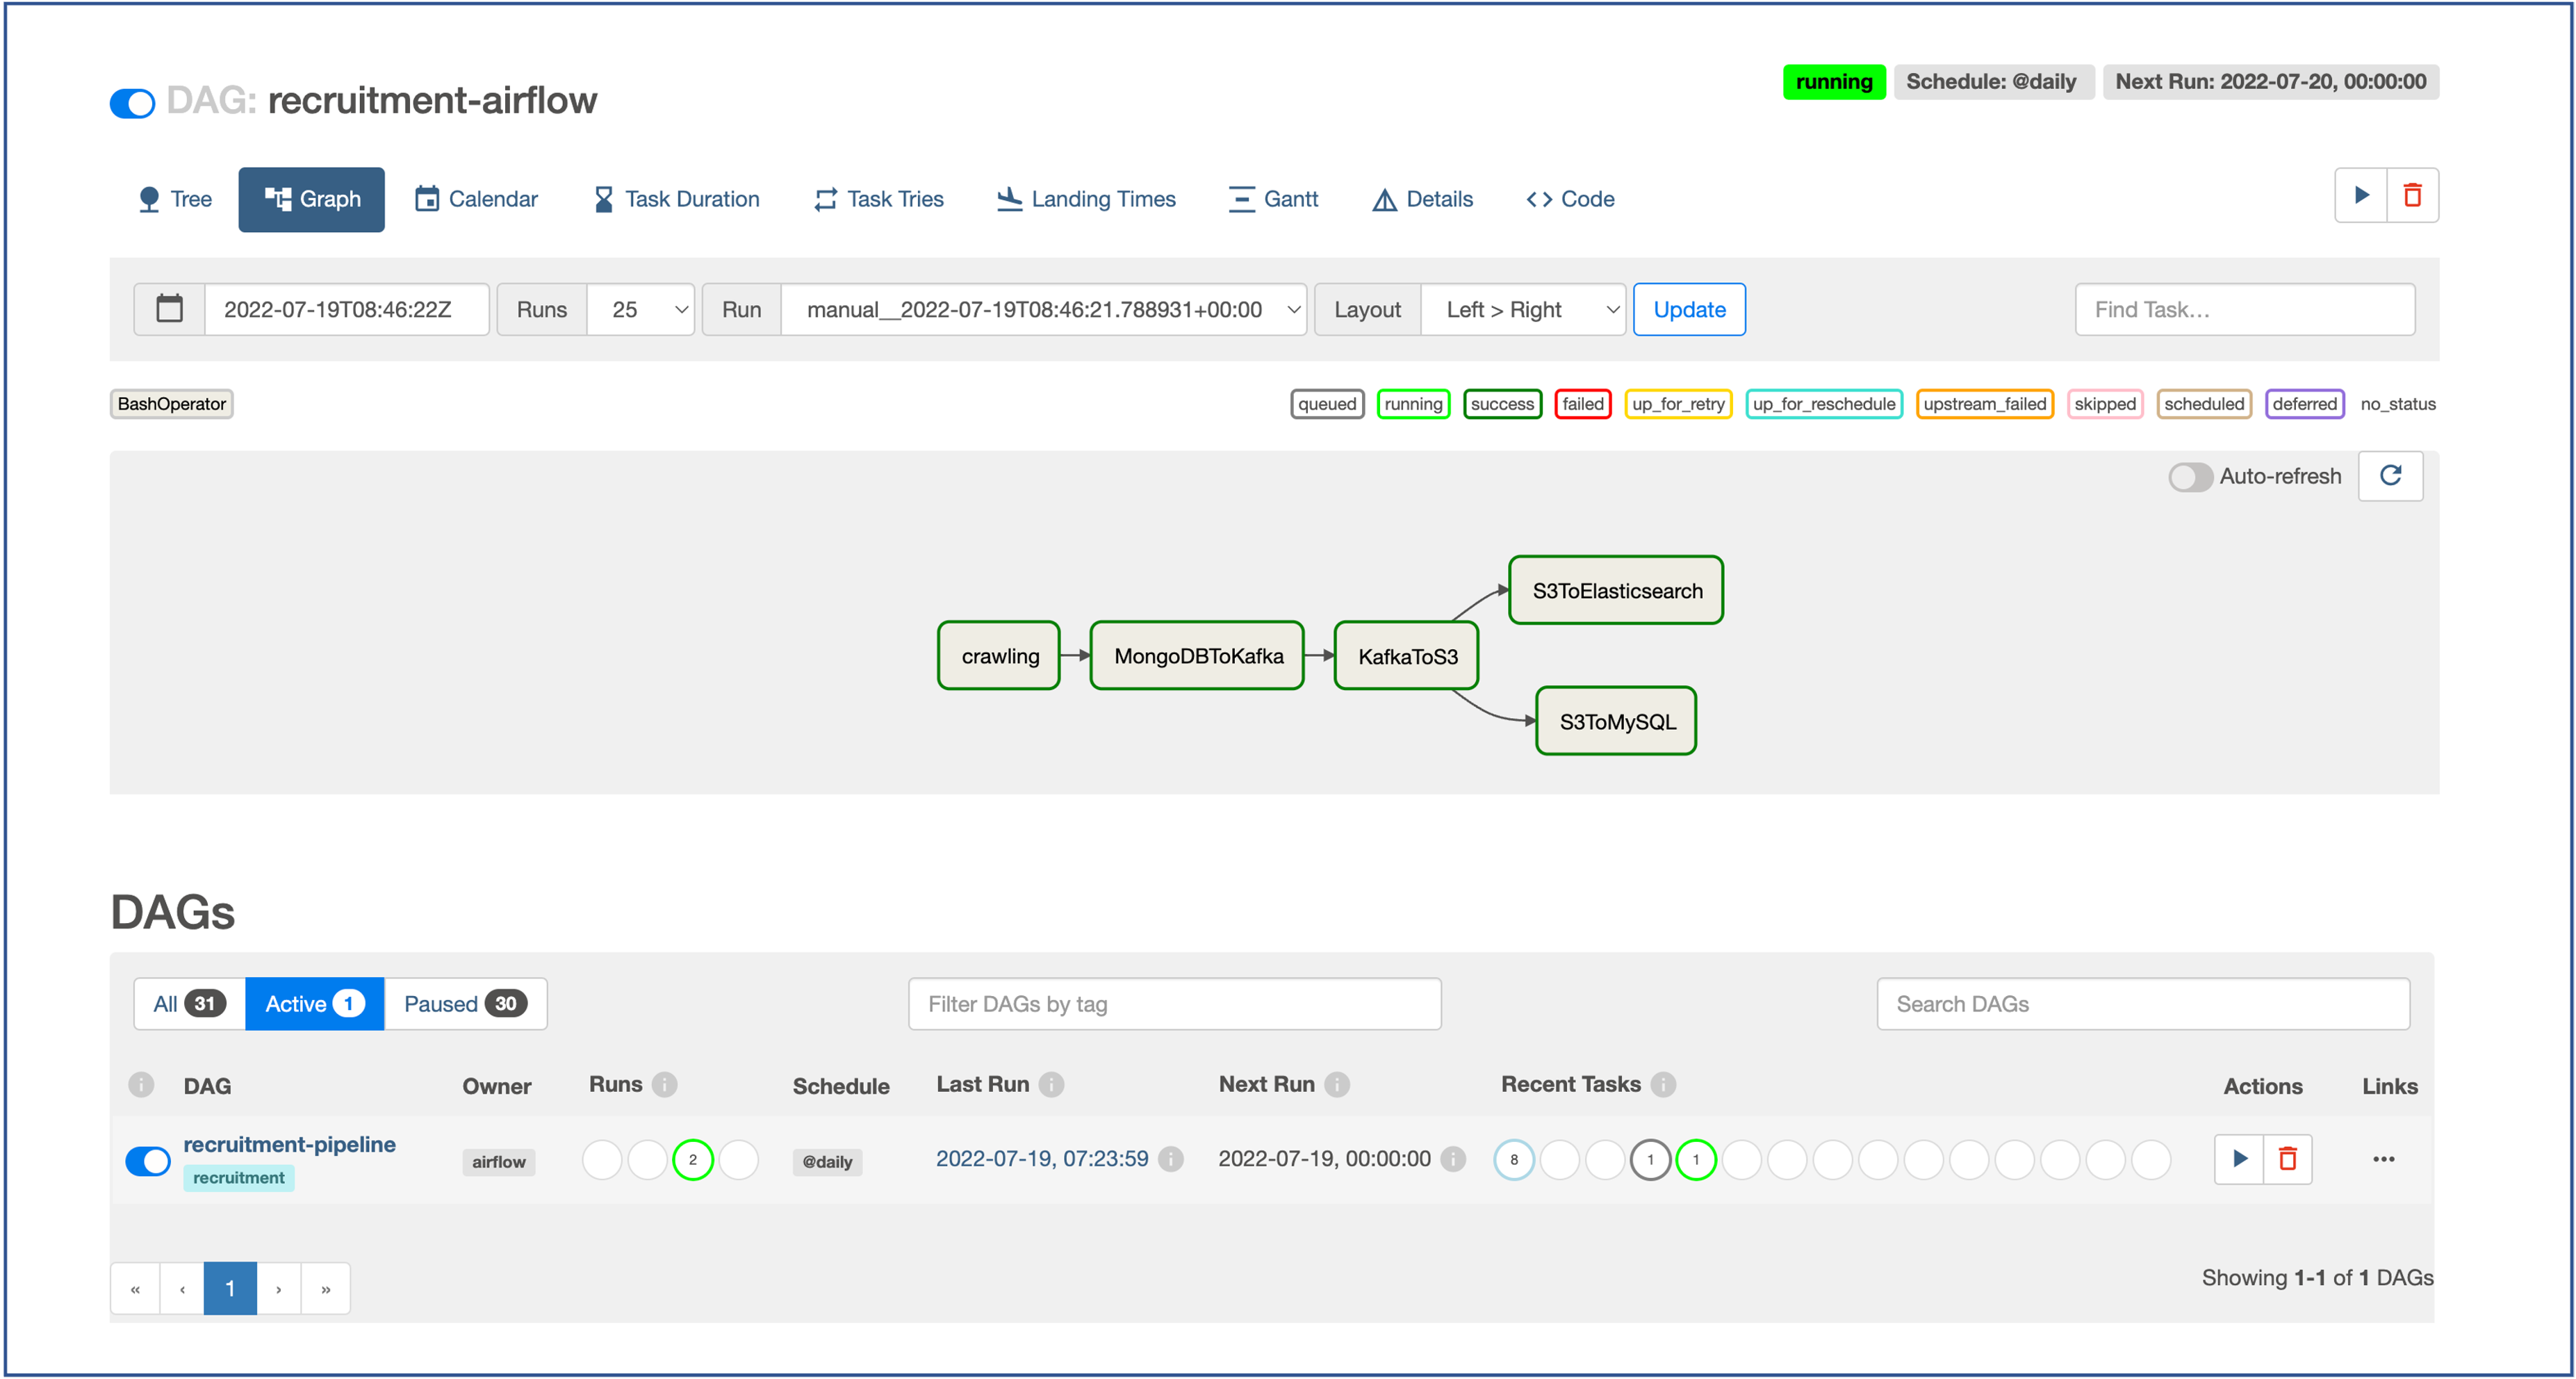 DAG: recruitment-airflow
running Schedule: @daily Next Run: 2022-07-20, 00:00:00
Tree Graph Calendar Task Duration Task Tries Landing Times Gantt Details Code
2022-07-19T08:46:22Z Runs 25 Run manual__2022-07-19T08:46:21.788931+00:00 Layout Left > Right Update Find Task...
BashOperator queued running success failed up_for_retry up_for_reschedule upstream_failed skipped scheduled deferred no_status
Auto-refresh
S3ToElasticsearch
crawling MongoDBToKafka KafkaToS3
S3ToMySQL
DAGs
All 31 Active 1 Paused 30 Filter DAGs by tag Search DAGs
DAG Owner Runs Schedule Last Run Next Run Recent Tasks Actions Links
recruitment-pipeline
airflow 2 @daily 2022-07-19, 07:23:59 2022-07-19, 00:00:00 8 1 1
recruitment
« ‹ 1 › »
Showing 1-1 of 1 DAGs